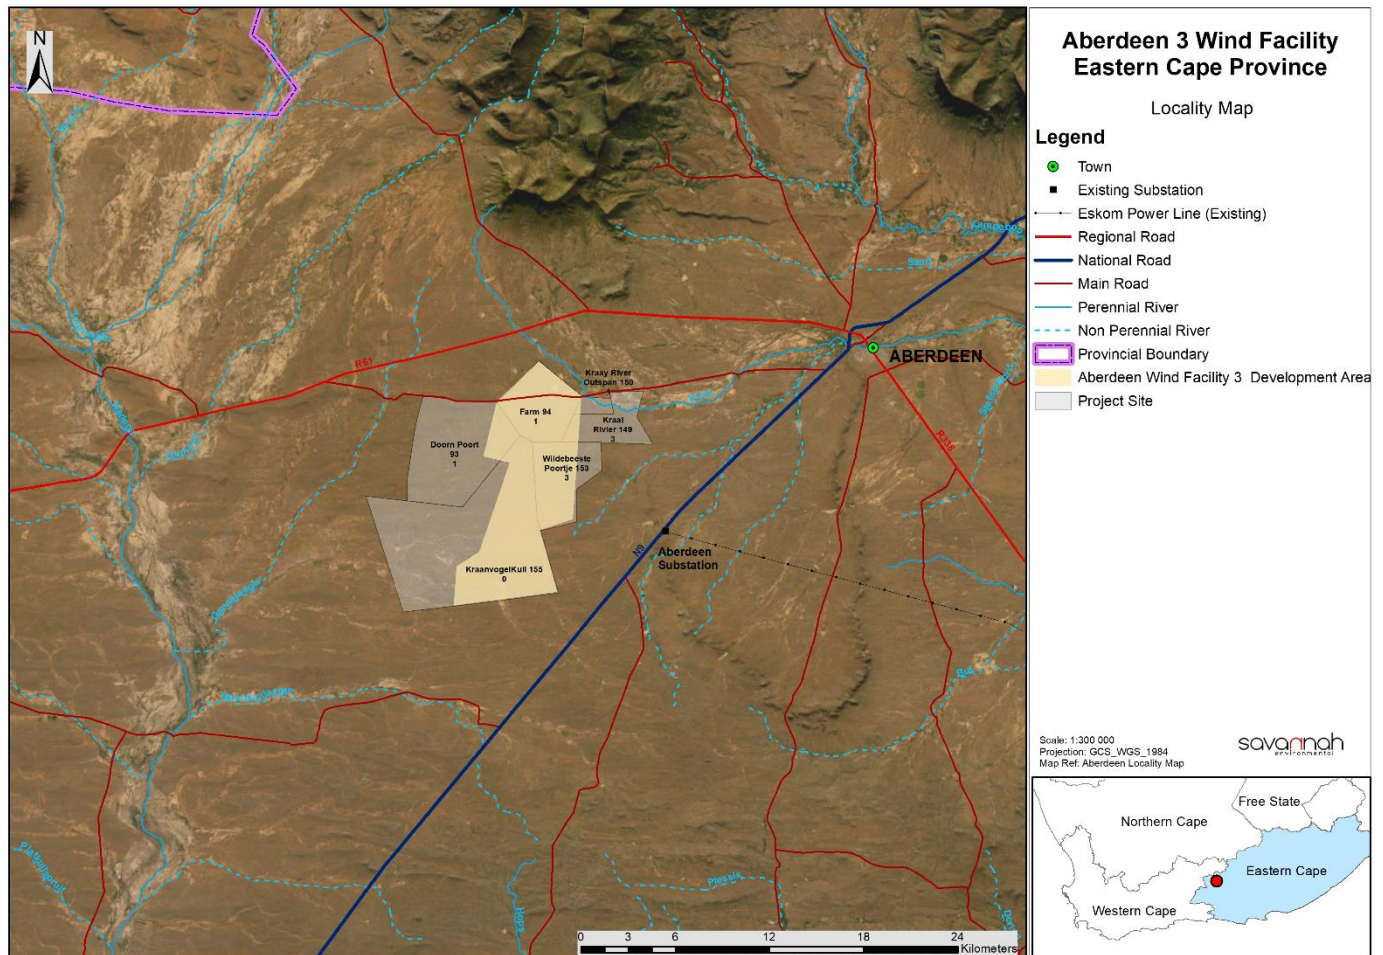 N
Aberdeen 3 Wind Facility
Eastern Cape Province
Locality Map
Legend
Town
Existing Substation
Eskom Power Line (Existing)
Regional Road
National Road
Main Road
Perennial River
Non Perennial River
Provincial Boundary
Aberdeen Wind Facility 3 Development Area
Project Site
R61
ABERDEEN
R338
N9
Kraay River
Outspan 150
Farm 94
1
Kraal
Rivier 149
3
Doorn Poort
93
1
Wildebeeste
Poortje 153
3
KraanvogelKuil 155
0
Aberdeen
Substation
Plessis
0 3 6 12 18 24
Kilometers
Scale: 1:300 000
Projection: GCS_WGS_1984
Map Ref: Aberdeen Locality Map
savannah
environmental
Free State
Northern Cape
Eastern Cape
Western Cape